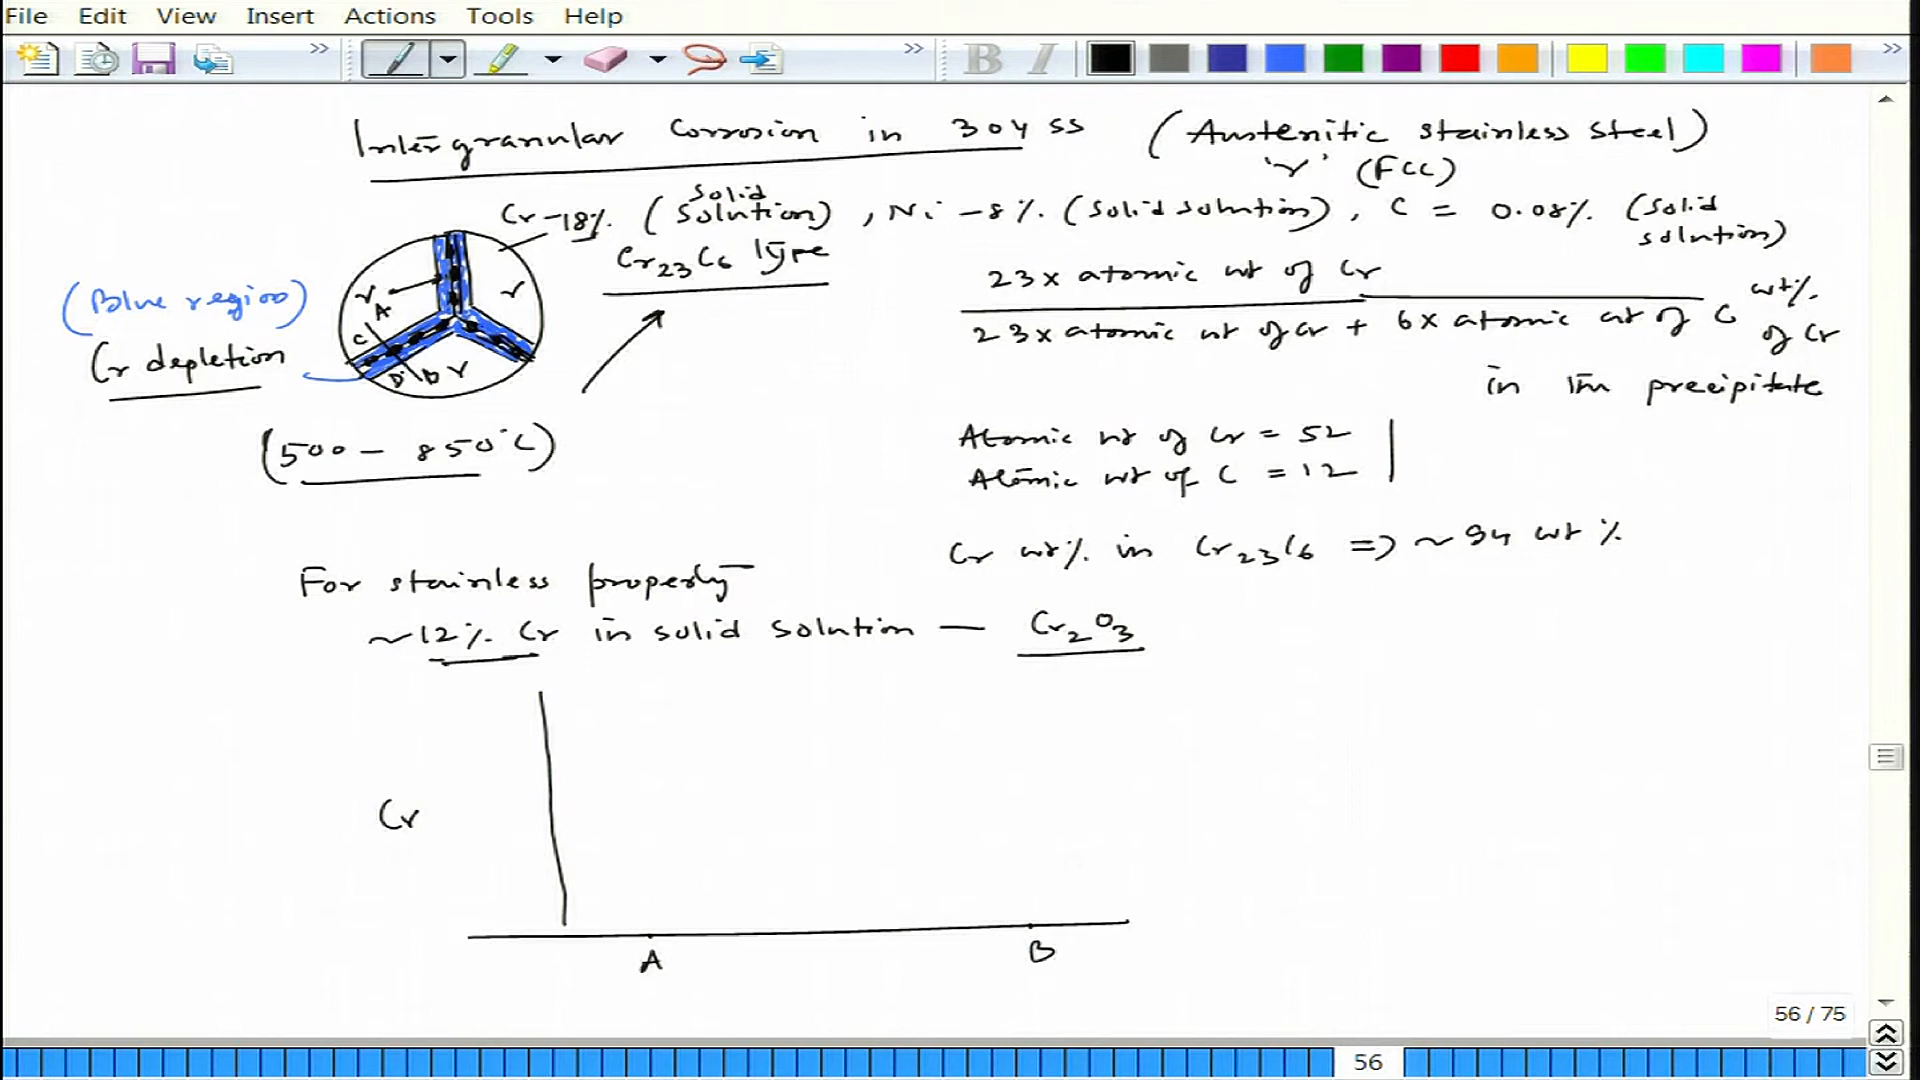 File Edit View Insert Actions Tools Help
B I
Intergranular Corrosion in 304 SS (Austenitic stainless steel)
'γ' (FCC)
Cr -18%. (Solid solution), Ni - 8%. (Solid solution), C = 0.08%. (Solid solution)
Cr23C6 type
(Blue region)
Cr depletion
γ A γ
C
D B γ
(500 - 850°C)
23 x atomic wt of Cr
23 x atomic wt of Cr + 6 x atomic wt of C
wt%. of Cr
in the precipitate
Atomic wt of Cr = 52
Atomic wt of C = 12
Cr wt%. in Cr23C6 => ~94 wt %
For stainless property
~12%. Cr in solid solution — Cr2O3
Cr
A B
56 / 75
56